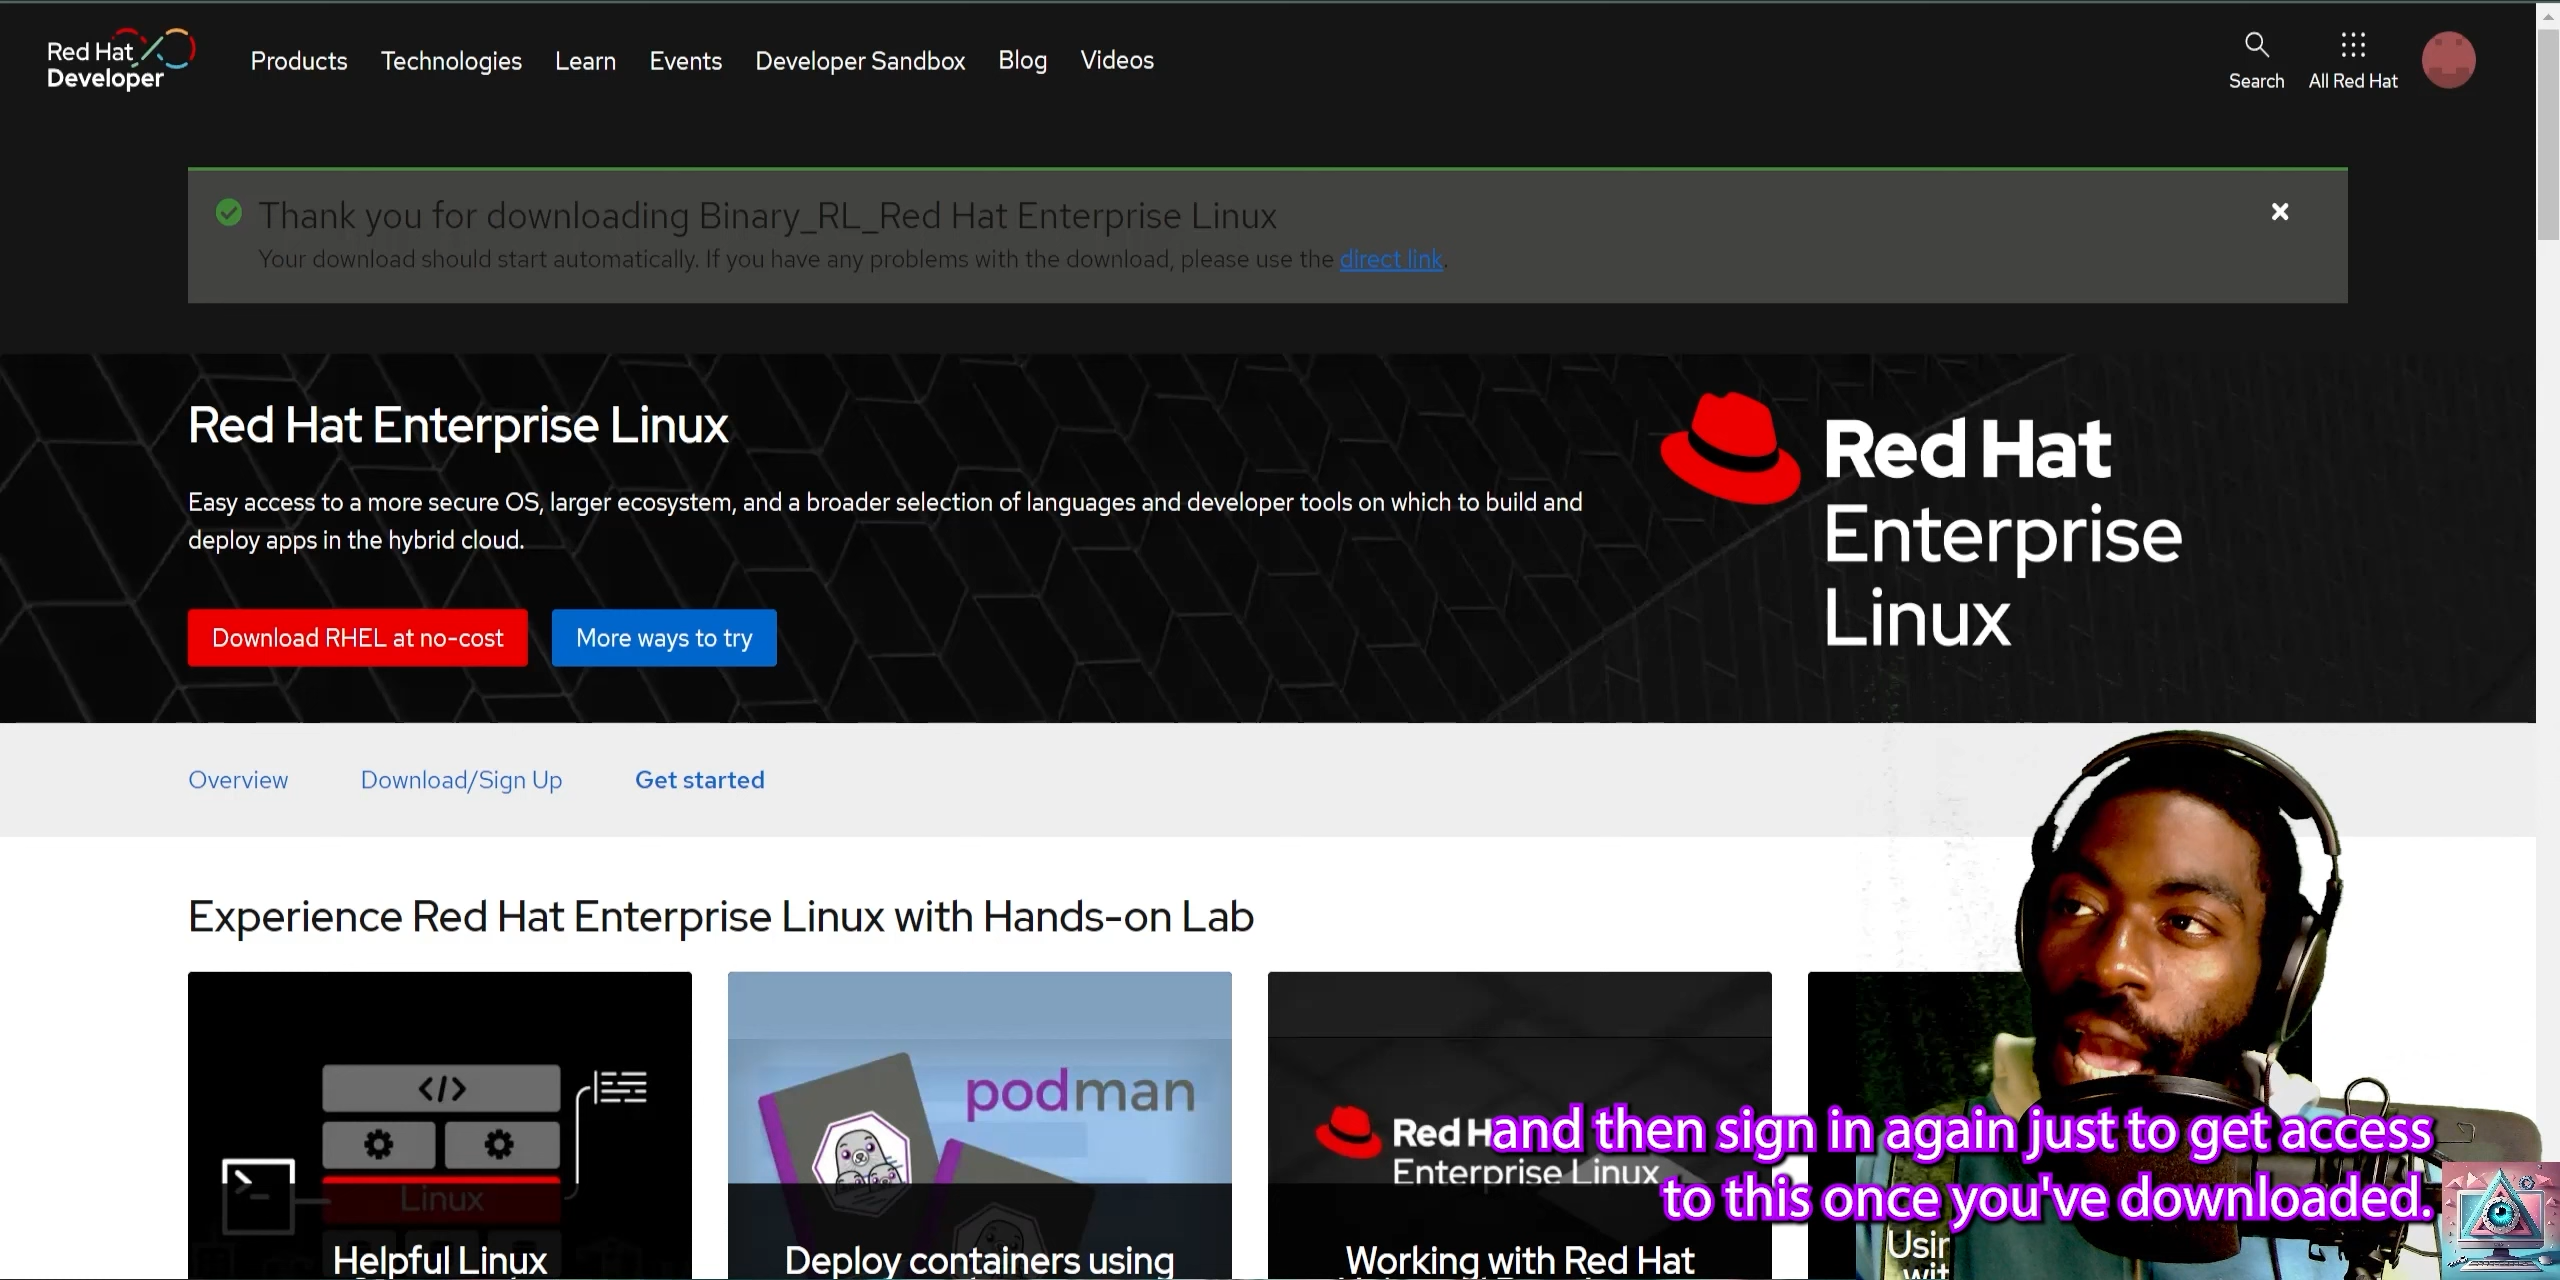 Red Hat
Developer
Products
Technologies
Learn
Events
Developer Sandbox
Blog
Videos
Search
All Red Hat
Thank you for downloading Binary_RL_Red Hat Enterprise Linux
Your download should start automatically. If you have any problems with the download, please use the direct link.
Red Hat Enterprise Linux
Easy access to a more secure OS, larger ecosystem, and a broader selection of languages and developer tools on which to build and
deploy apps in the hybrid cloud.
Download RHEL at no-cost
More ways to try
Red Hat
Enterprise
Linux
Overview
Download/Sign Up
Get started
Experience Red Hat Enterprise Linux with Hands-on Lab
</>
Linux
Helpful Linux
podman
Deploy containers using
Red H
Enterprise Linux
Working with Red Hat
and then sign in again just to get access
to this once you've downloaded.